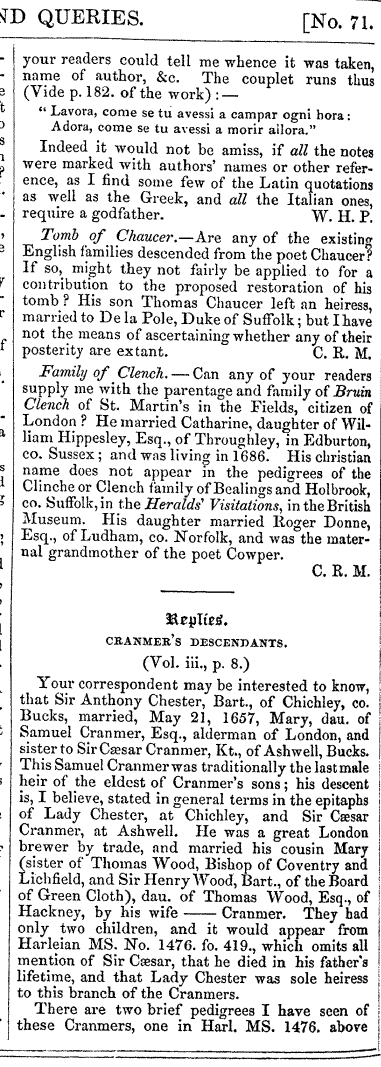 ND QUERIES. [No. 71.
your readers could tell me whence it was taken,
name of author, &c. The couplet runs thus
(Vide p. 182. of the work):—
"Lavora, come se tu avessi a campar ogni hora:
Adora, come se tu avessi a morir allora."
Indeed it would not be amiss, if all the notes
were marked with authors' names or other refer-
ence, as I find some few of the Latin quotations
as well as the Greek, and all the Italian ones,
require a godfather. W. H. P.
Tomb of Chaucer.—Are any of the existing
English families descended from the poet Chaucer?
If so, might they not fairly be applied to for a
contribution to the proposed restoration of his
tomb? His son Thomas Chaucer left an heiress,
married to De la Pole, Duke of Suffolk; but I have
not the means of ascertaining whether any of their
posterity are extant. C. R. M.
Family of Clench.—Can any of your readers
supply me with the parentage and family of Bruin
Clench of St. Martin's in the Fields, citizen of
London? He married Catharine, daughter of Wil-
liam Hippesley, Esq., of Throughley, in Edburton,
co. Sussex; and was living in 1686. His christian
name does not appear in the pedigrees of the
Clinche or Clench family of Bealings and Holbrook,
co. Suffolk, in the Heralds' Visitations, in the British
Museum. His daughter married Roger Donne,
Esq., of Ludham, co. Norfolk, and was the mater-
nal grandmother of the poet Cowper.
C. R. M.
Replies.
CRANMER'S DESCENDANTS.
(Vol. iii., p. 8.)
Your correspondent may be interested to know,
that Sir Anthony Chester, Bart., of Chichley, co.
Bucks, married, May 21, 1657, Mary, dau. of
Samuel Cranmer, Esq., alderman of London, and
sister to Sir Cæsar Cranmer, Kt., of Ashwell, Bucks.
This Samuel Cranmer was traditionally the last male
heir of the eldest of Cranmer's sons; his descent
is, I believe, stated in general terms in the epitaphs
of Lady Chester, at Chichley, and Sir Cæsar
Cranmer, at Ashwell. He was a great London
brewer by trade, and married his cousin Mary
(sister of Thomas Wood, Bishop of Coventry and
Lichfield, and Sir Henry Wood, Bart., of the Board
of Green Cloth), dau. of Thomas Wood, Esq., of
Hackney, by his wife —— Cranmer. They had
only two children, and it would appear from
Harleian MS. No. 1476. fo. 419., which omits all
mention of Sir Cæsar, that he died in his father's
lifetime, and that Lady Chester was sole heiress
to this branch of the Cranmers.
There are two brief pedigrees I have seen of
these Cranmers, one in Harl. MS. 1476. above